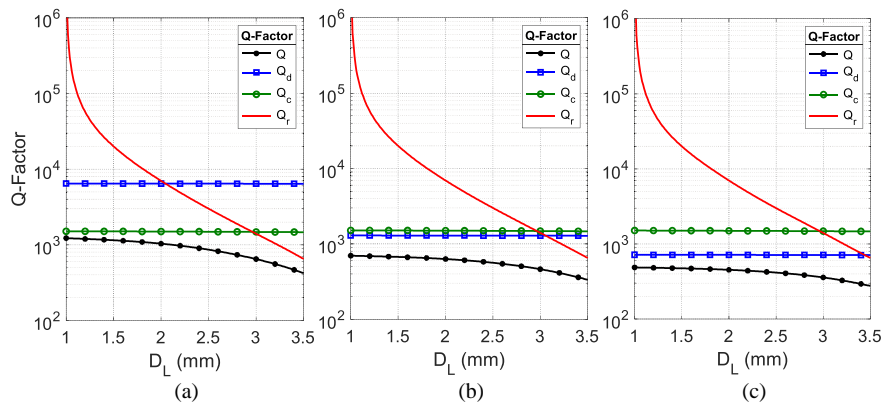 Q-Factor
10^6
10^5
10^4
10^3
10^2
1 1.5 2 2.5 3 3.5
D_L (mm)
Q-Factor
Q
Q_d
Q_c
Q_r
(a)
10^6
10^5
10^4
10^3
10^2
1 1.5 2 2.5 3 3.5
D_L (mm)
Q-Factor
Q
Q_d
Q_c
Q_r
(b)
10^6
10^5
10^4
10^3
10^2
1 1.5 2 2.5 3 3.5
D_L (mm)
Q-Factor
Q
Q_d
Q_c
Q_r
(c)